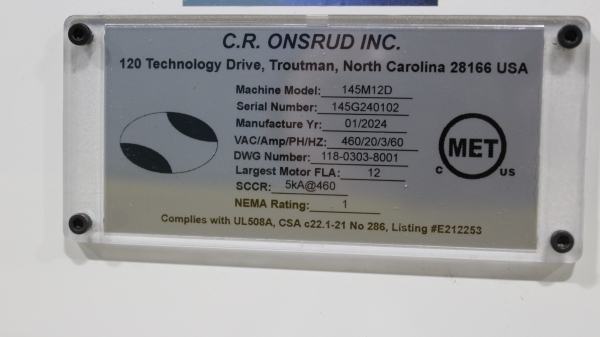 C.R. ONSRUD INC.
120 Technology Drive, Troutman, North Carolina 28166 USA
Machine Model: 145M12D
Serial Number: 145G240102
Manufacture Yr: 01/2024
VAC/Amp/PH/HZ: 460/20/3/60
DWG Number: 118-0303-8001
Largest Motor FLA: 12
SCCR: 5kA@460
NEMA Rating: 1
C MET US
Complies with UL508A, CSA c22.1-21 No 286, Listing #E212253